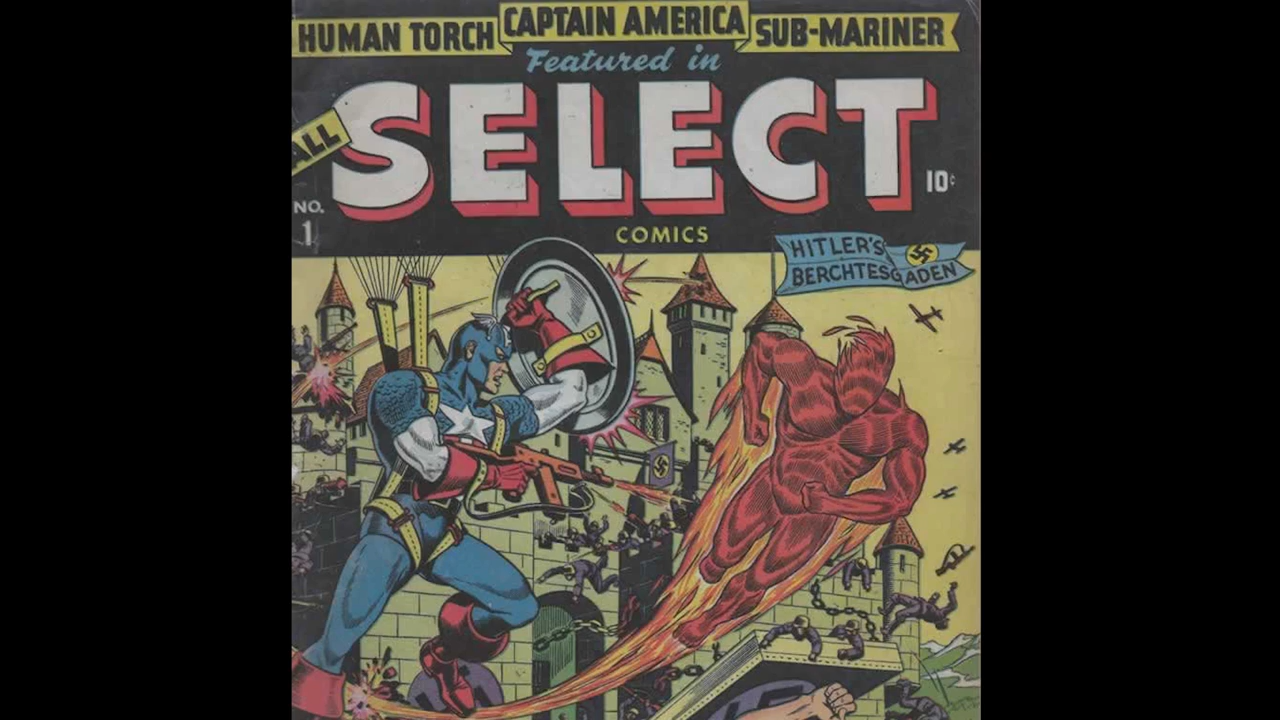 HUMAN TORCH
CAPTAIN AMERICA
SUB-MARINER
Featured in
ALL
SELECT
10¢
NO.
1
COMICS
HITLER'S
BERCHTESGADEN